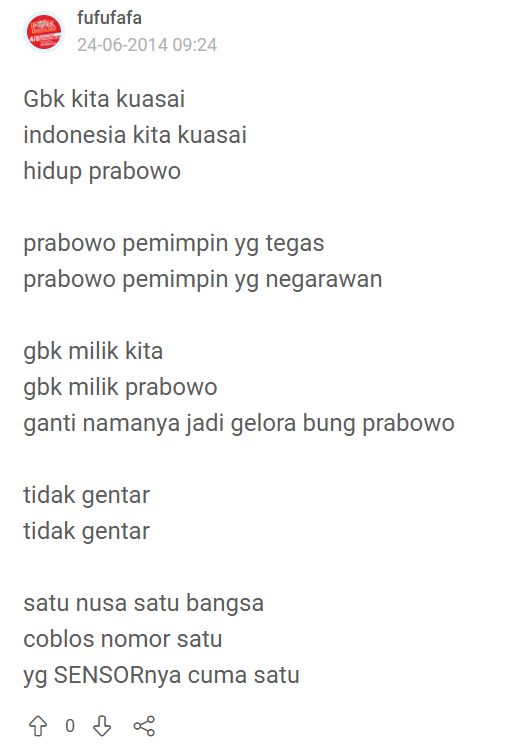 fufufafa
24-06-2014 09:24
Gbk kita kuasai
indonesia kita kuasai
hidup prabowo
prabowo pemimpin yg tegas
prabowo pemimpin yg negarawan
gbk milik kita
gbk milik prabowo
ganti namanya jadi gelora bung prabowo
tidak gentar
tidak gentar
satu nusa satu bangsa
coblos nomor satu
yg SENSORnya cuma satu
0